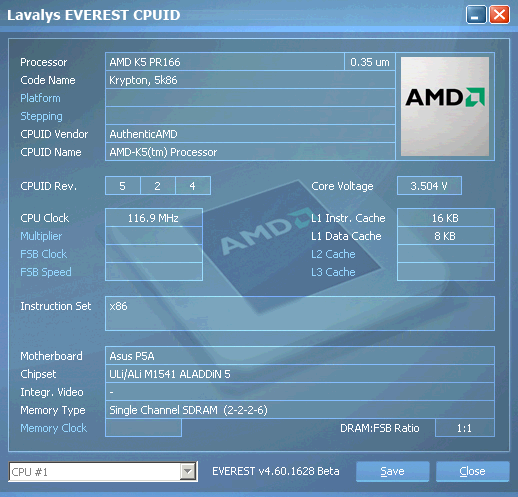 Lavalys EVEREST CPUID
Processor AMD K5 PR166 0.35 um
Code Name Krypton, 5k86
Platform
Stepping
CPUID Vendor AuthenticAMD
CPUID Name AMD-K5(tm) Processor
AMD
CPUID Rev. 5 2 4 Core Voltage 3.504 V
CPU Clock 116.9 MHz L1 Instr. Cache 16 KB
Multiplier L1 Data Cache 8 KB
FSB Clock L2 Cache
FSB Speed L3 Cache
AMD
Instruction Set x86
Motherboard Asus P5A
Chipset ULi/ALi M1541 ALADDiN 5
Integr. Video -
Memory Type Single Channel SDRAM (2-2-2-6)
Memory Clock DRAM:FSB Ratio 1:1
CPU #1 EVEREST v4.60.1628 Beta Save Close